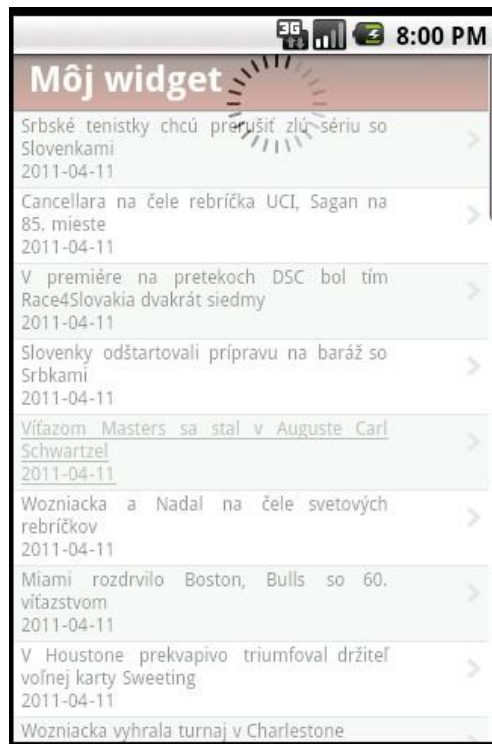 3G 8:00 PM
Môj widget
Srbské tenistky chcú prerušiť zlú sériu so
Slovenkami
2011-04-11
Cancellara na čele rebríčka UCI, Sagan na
85. mieste
2011-04-11
V premiére na pretekoch DSC bol tím
Race4Slovakia dvakrát siedmy
2011-04-11
Slovenky odštartovali prípravu na baráž so
Srbkami
2011-04-11
Víťazom Masters sa stal v Auguste Carl
Schwartzel
2011-04-11
Wozniacka a Nadal na čele svetových
rebríčkov
2011-04-11
Miami rozdrvilo Boston, Bulls so 60.
víťazstvom
2011-04-11
V Houstone prekvapivo triumfoval držiteľ
voľnej karty Sweeting
2011-04-11
Wozniacka vyhrala turnaj v Charlestone